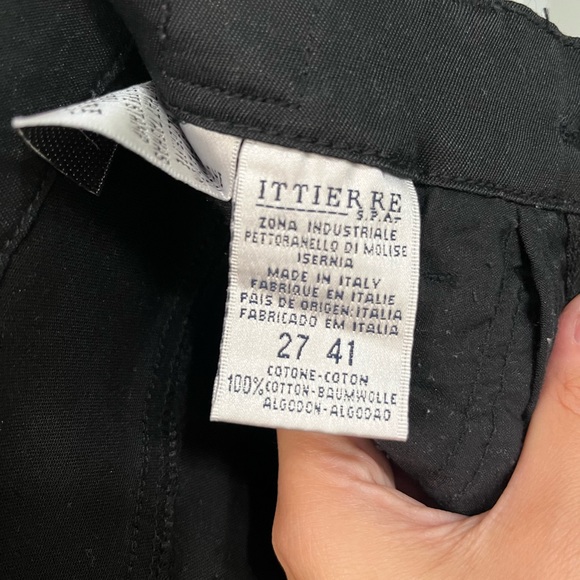 ITTIERRE
S.P.A.
ZONA INDUSTRIALE
PETTORANELLO DI MOLISE
ISERNIA
MADE IN ITALY
FABRIQUE EN ITALIE
PAIS DE ORIGEN:ITALIA
FABRICADO EM ITALIA
27 41
COTONE-COTON
100%COTTON-BAUMWOLLE
ALGODON-ALGODAO